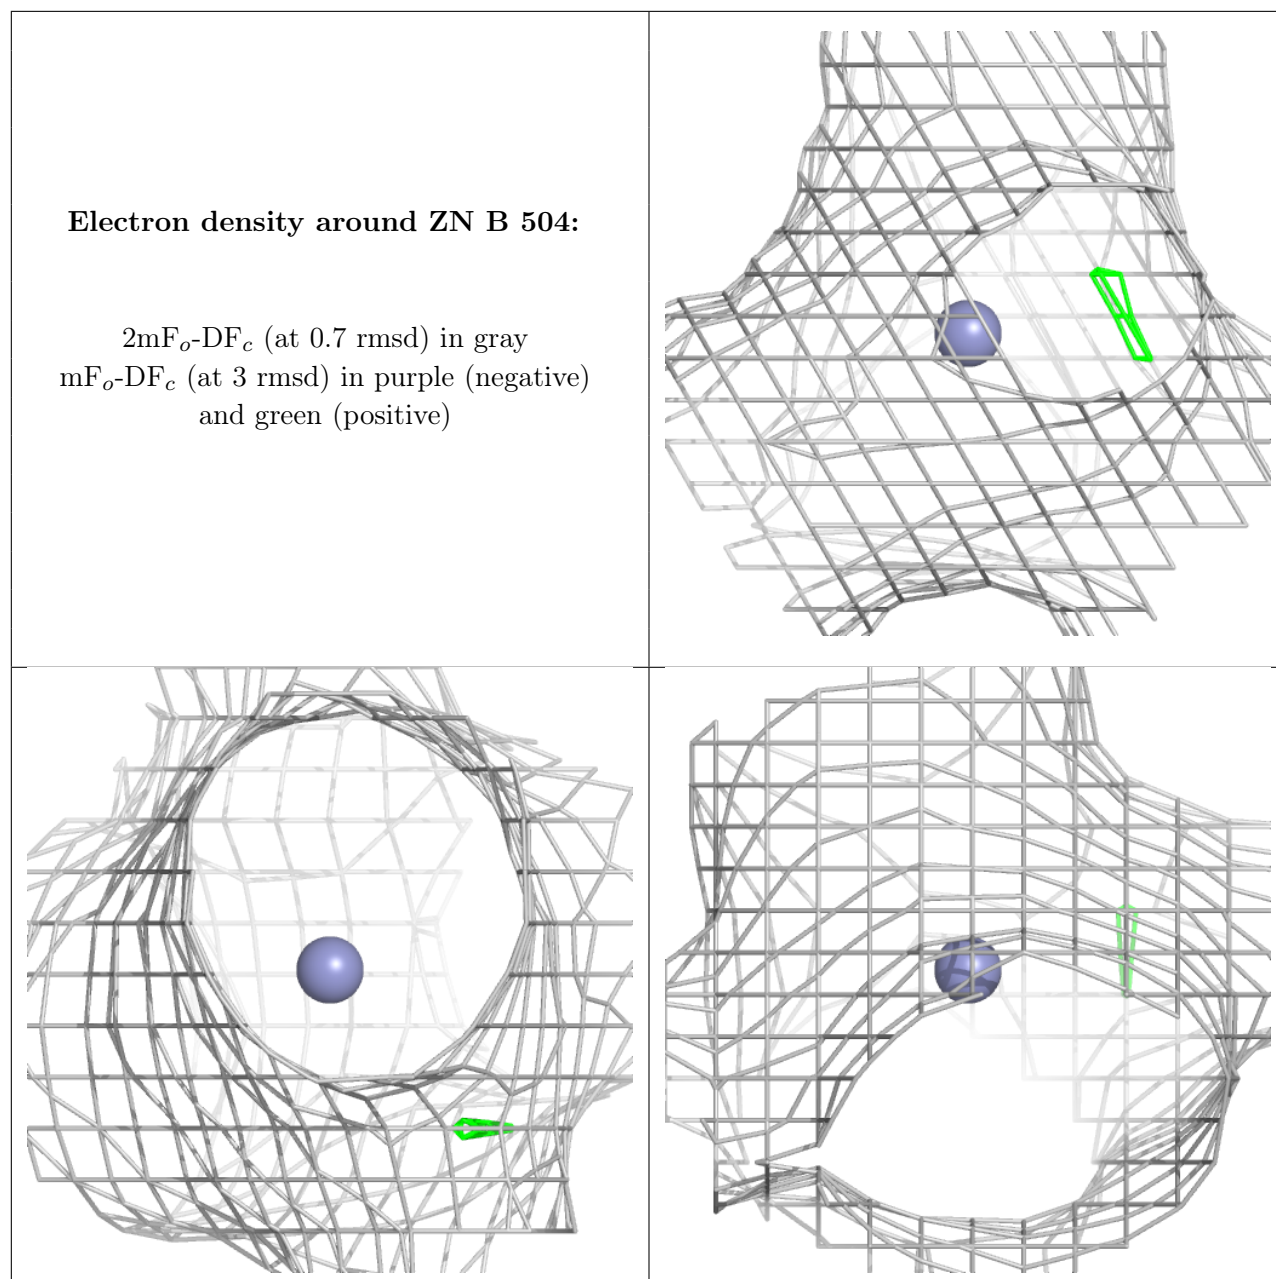 Electron density around ZN B 504:
2mFo-DFc (at 0.7 rmsd) in gray
mFo-DFc (at 3 rmsd) in purple (negative)
and green (positive)